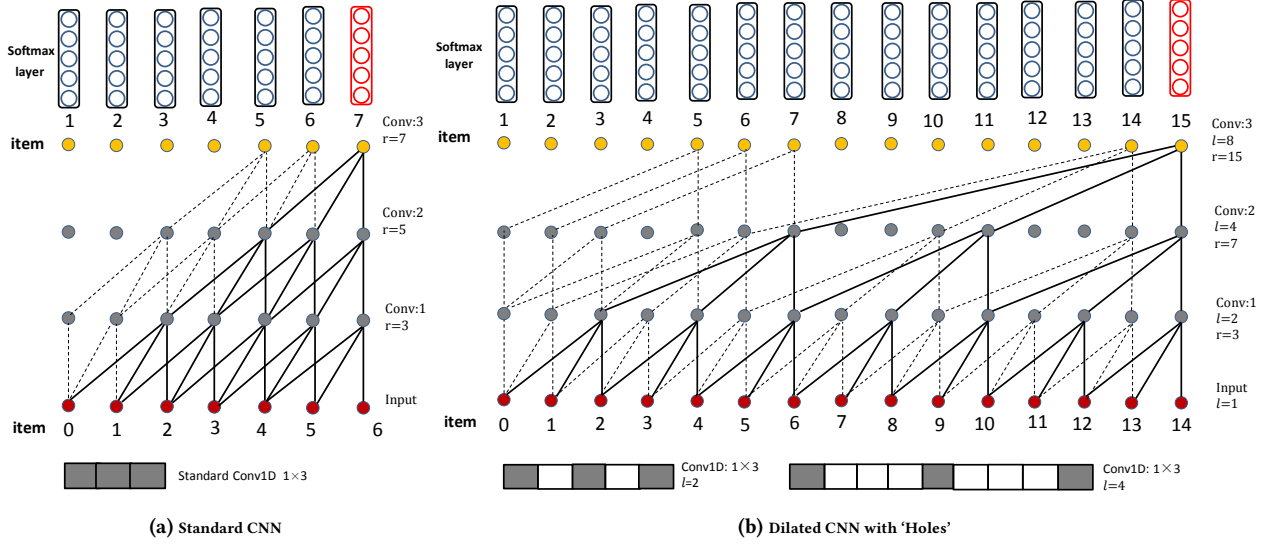 Softmax
layer
1 2 3 4 5 6 7
item
Conv:3
r=7
Conv:2
r=5
Conv:1
r=3
Input
item
0 1 2 3 4 5 6
Standard Conv1D 1×3
(a) Standard CNN
Softmax
layer
1 2 3 4 5 6 7 8 9 10 11 12 13 14 15
item
Conv:3
l=8
r=15
Conv:2
l=4
r=7
Conv:1
l=2
r=3
Input
l=1
item
0 1 2 3 4 5 6 7 8 9 10 11 12 13 14
Conv1D: 1×3
l=2
Conv1D: 1×3
l=4
(b) Dilated CNN with ‘Holes’